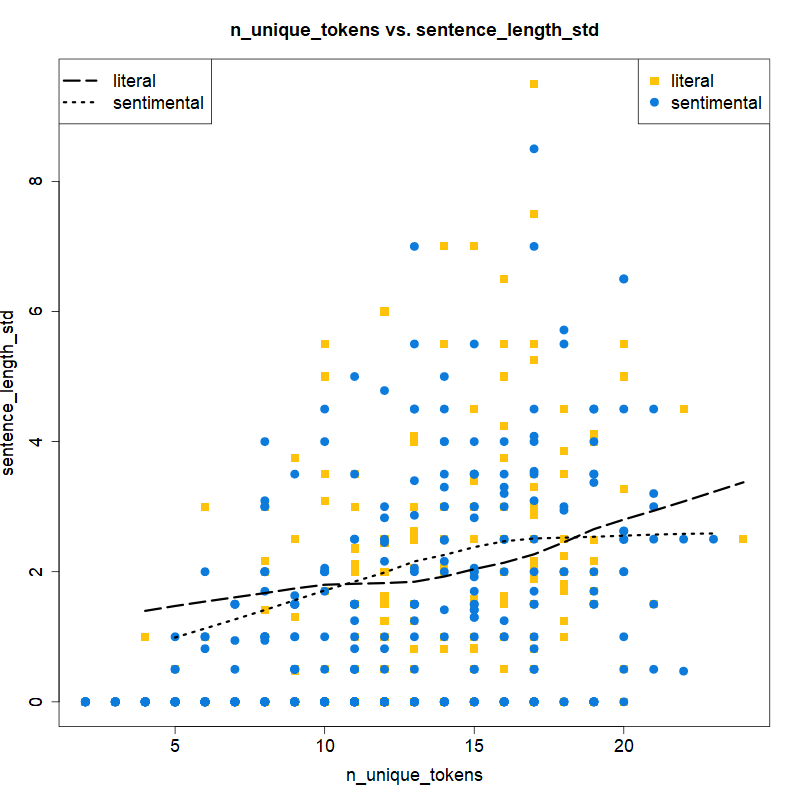 n_unique_tokens vs. sentence_length_std
literal
sentimental
literal
sentimental
sentence_length_std
8
6
4
2
0
5 10 15 20
n_unique_tokens